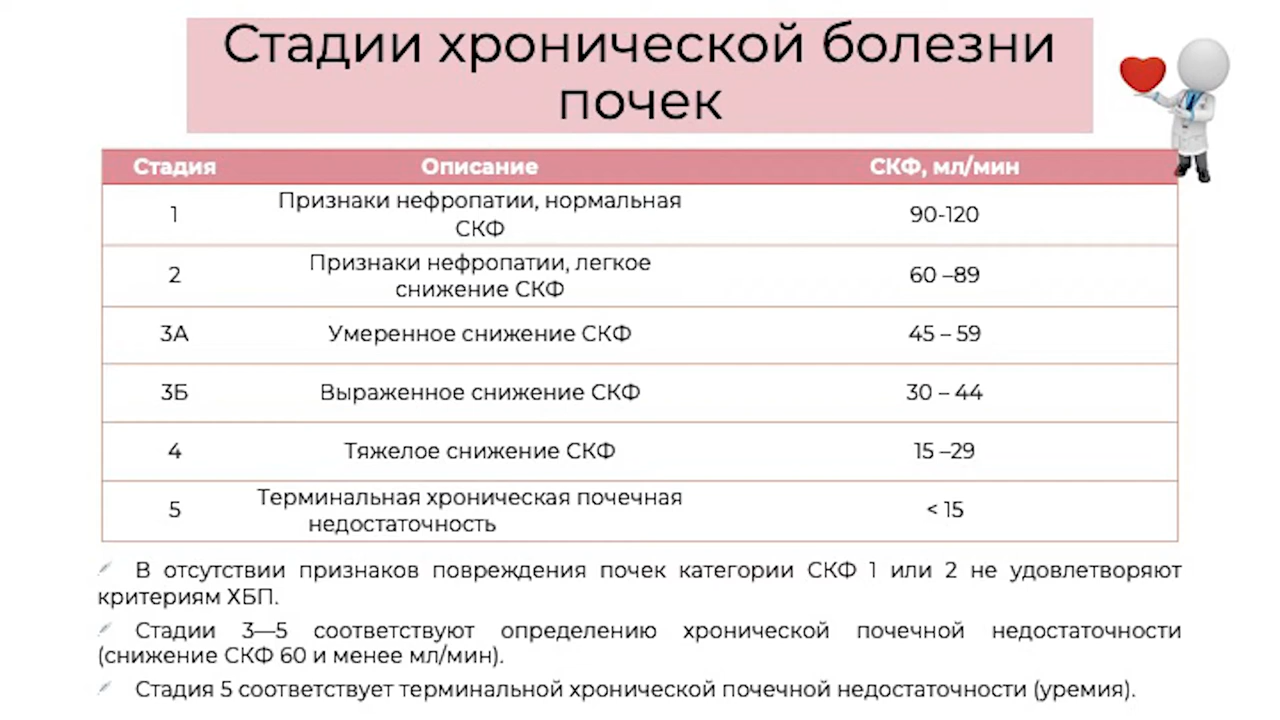 Стадии хронической болезни
почек
Стадия Описание СКФ, мл/мин
1 Признаки нефропатии, нормальная СКФ 90-120
2 Признаки нефропатии, легкое снижение СКФ 60 –89
3А Умеренное снижение СКФ 45 – 59
3Б Выраженное снижение СКФ 30 – 44
4 Тяжелое снижение СКФ 15 –29
5 Терминальная хроническая почечная недостаточность < 15
В отсутствии признаков повреждения почек категории СКФ 1 или 2 не удовлетворяют
критериям ХБП.
Стадии 3—5 соответствуют определению хронической почечной недостаточности
(снижение СКФ 60 и менее мл/мин).
Стадия 5 соответствует терминальной хронической почечной недостаточности (уремия).